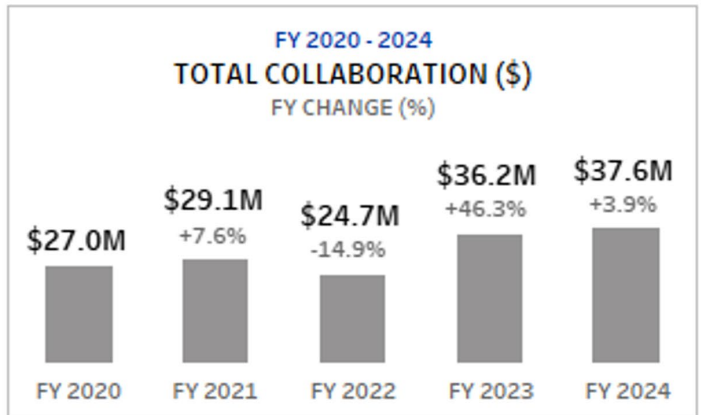 FY 2020 - 2024
TOTAL COLLABORATION ($)
FY CHANGE (%)
$27.0M
$29.1M
+7.6%
$24.7M
-14.9%
$36.2M
+46.3%
$37.6M
+3.9%
FY 2020
FY 2021
FY 2022
FY 2023
FY 2024